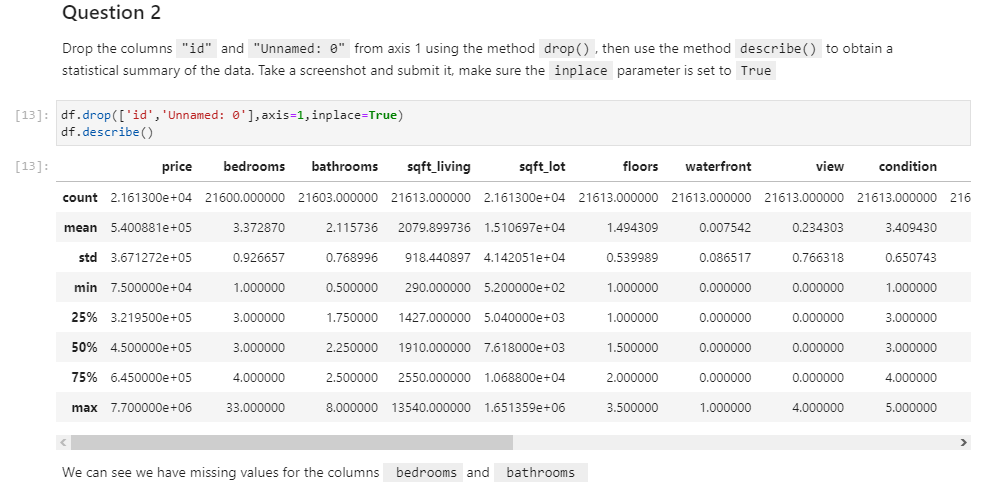 Question 2
Drop the columns "id" and "Unnamed: 0" from axis 1 using the method drop() , then use the method describe() to obtain a
statistical summary of the data. Take a screenshot and submit it, make sure the inplace parameter is set to True
[13]: df.drop(['id','Unnamed: 0'],axis=1,inplace=True)
df.describe()
[13]: price bedrooms bathrooms sqft_living sqft_lot floors waterfront view condition
count 2.161300e+04 21600.000000 21603.000000 21613.000000 2.161300e+04 21613.000000 21613.000000 21613.000000 21613.000000 216
mean 5.400881e+05 3.372870 2.115736 2079.899736 1.510697e+04 1.494309 0.007542 0.234303 3.409430
std 3.671272e+05 0.926657 0.768996 918.440897 4.142051e+04 0.539989 0.086517 0.766318 0.650743
min 7.500000e+04 1.000000 0.500000 290.000000 5.200000e+02 1.000000 0.000000 0.000000 1.000000
25% 3.219500e+05 3.000000 1.750000 1427.000000 5.040000e+03 1.000000 0.000000 0.000000 3.000000
50% 4.500000e+05 3.000000 2.250000 1910.000000 7.618000e+03 1.500000 0.000000 0.000000 3.000000
75% 6.450000e+05 4.000000 2.500000 2550.000000 1.068800e+04 2.000000 0.000000 0.000000 4.000000
max 7.700000e+06 33.000000 8.000000 13540.000000 1.651359e+06 3.500000 1.000000 4.000000 5.000000
We can see we have missing values for the columns bedrooms and bathrooms